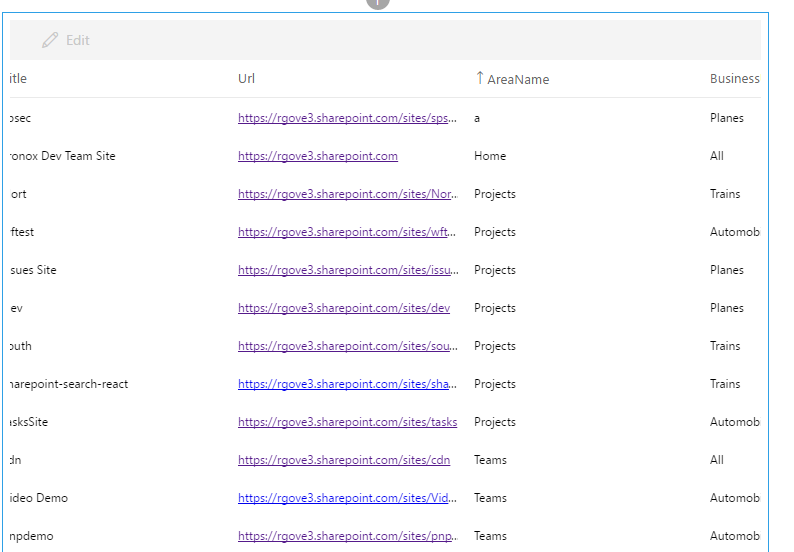 Edit
itle Url ↑ AreaName Business
osec https://rgove3.sharepoint.com/sites/sps... a Planes
ronox Dev Team Site https://rgove3.sharepoint.com Home All
ort https://rgove3.sharepoint.com/sites/Nor... Projects Trains
ftest https://rgove3.sharepoint.com/sites/wft... Projects Automob
sues Site https://rgove3.sharepoint.com/sites/issu... Projects Planes
ev https://rgove3.sharepoint.com/sites/dev Projects Planes
outh https://rgove3.sharepoint.com/sites/sou... Projects Trains
harepoint-search-react https://rgove3.sharepoint.com/sites/sha... Projects Trains
asksSite https://rgove3.sharepoint.com/sites/tasks Projects Automob
dn https://rgove3.sharepoint.com/sites/cdn Teams All
ideo Demo https://rgove3.sharepoint.com/sites/Vid... Teams Automob
npdemo https://rgove3.sharepoint.com/sites/pnp... Teams Automob